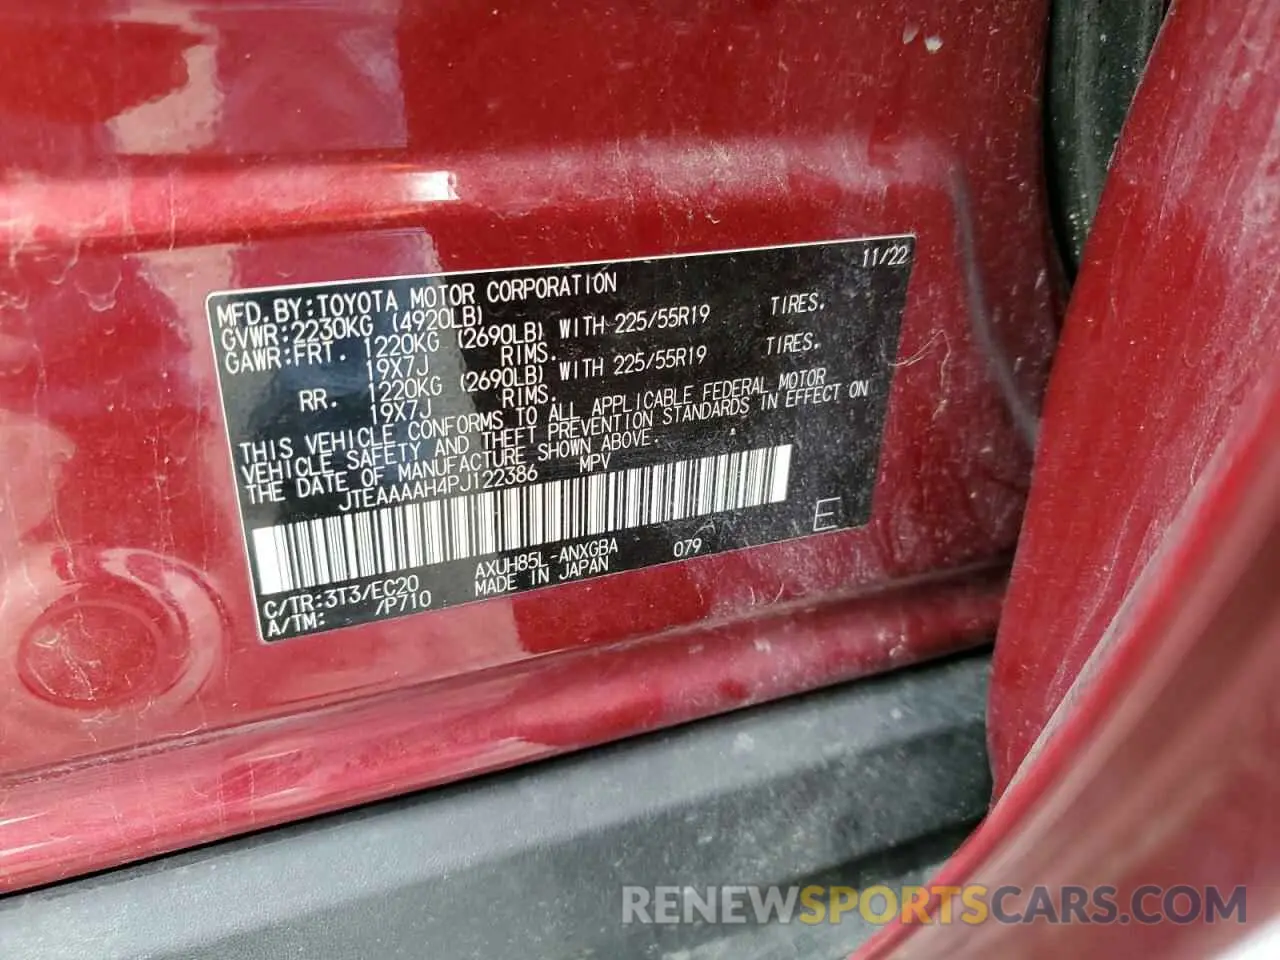 11/22
MFD.BY:TOYOTA MOTOR CORPORATION
GVWR:2230KG (4920LB)
GAWR:FRT. 1220KG (2690LB) WITH 225/55R19 TIRES.
19X7J RIMS.
RR. 1220KG (2690LB) WITH 225/55R19 TIRES.
19X7J RIMS.
THIS VEHICLE CONFORMS TO ALL APPLICABLE FEDERAL MOTOR
VEHICLE SAFETY AND THEFT PREVENTION STANDARDS IN EFFECT ON
THE DATE OF MANUFACTURE SHOWN ABOVE.
JTEAAAAH4PJ122386 MPV
E
C/TR:3T3/EC20 AXUH85L-ANXGBA 079
A/TM: /P710 MADE IN JAPAN
RENEWSPORTSCARS.COM